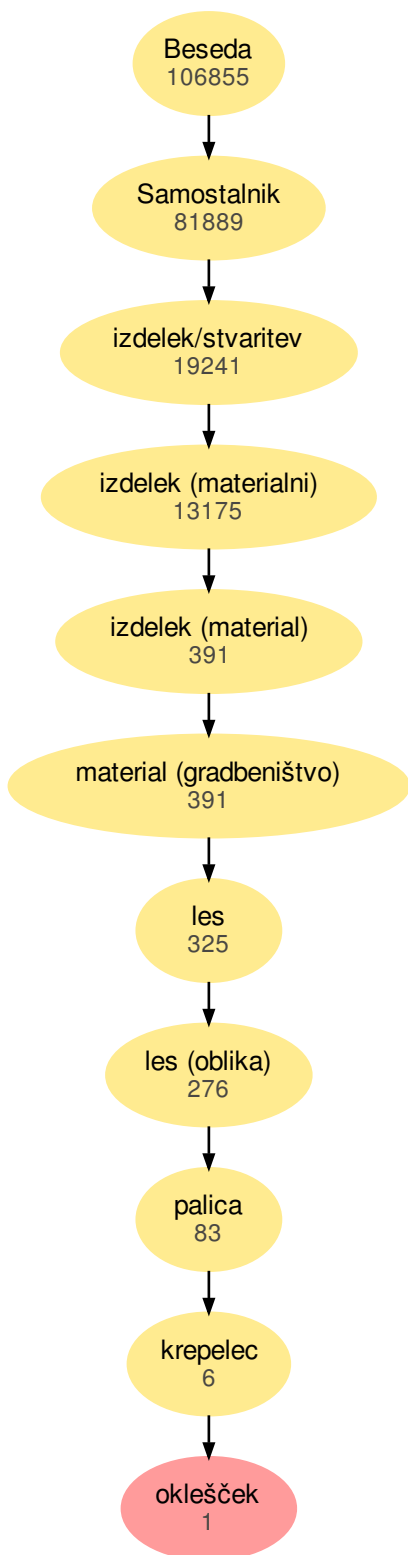 Beseda
106855
Samostalnik
81889
izdelek/stvaritev
19241
izdelek (materialni)
13175
izdelek (material)
391
material (gradbeništvo)
391
les
325
les (oblika)
276
palica
83
krepelec
6
oklešček
1